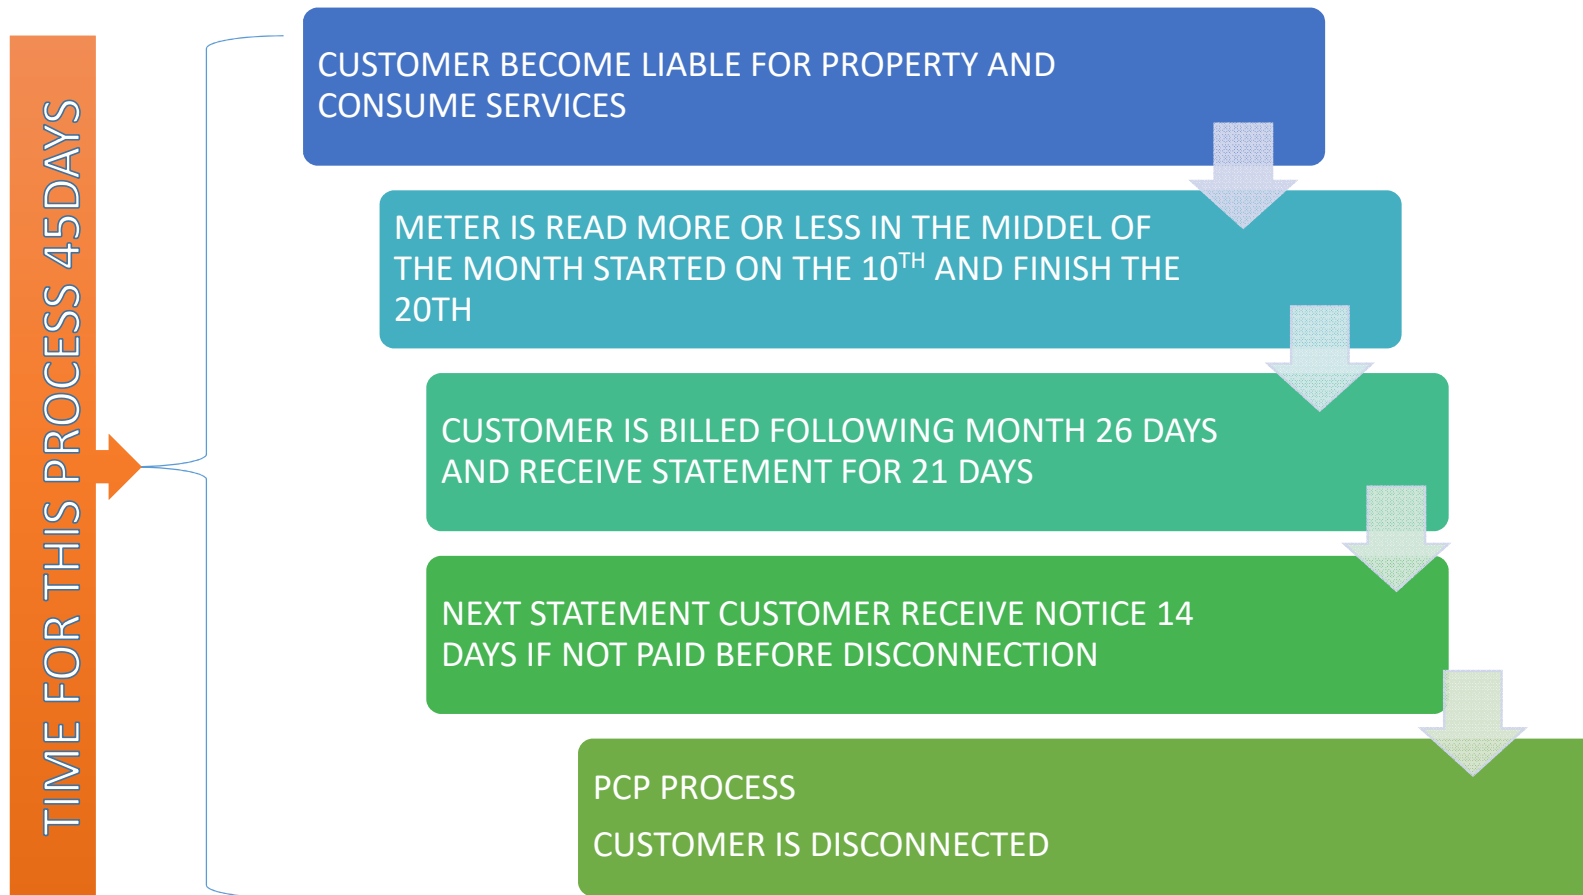 TIME FOR THIS PROCESS 45DAYS
CUSTOMER BECOME LIABLE FOR PROPERTY AND
CONSUME SERVICES
METER IS READ MORE OR LESS IN THE MIDDEL OF
THE MONTH STARTED ON THE 10TH AND FINISH THE
20TH
CUSTOMER IS BILLED FOLLOWING MONTH 26 DAYS
AND RECEIVE STATEMENT FOR 21 DAYS
NEXT STATEMENT CUSTOMER RECEIVE NOTICE 14
DAYS IF NOT PAID BEFORE DISCONNECTION
PCP PROCESS
CUSTOMER IS DISCONNECTED